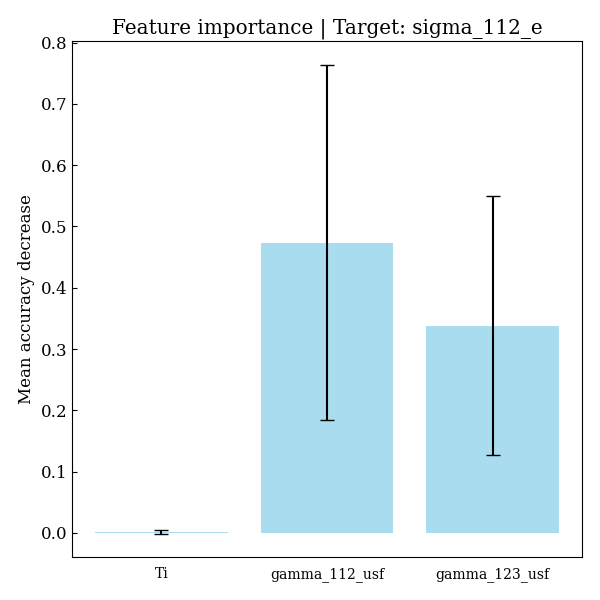 Feature importance | Target: sigma_112_e
Mean accuracy decrease
0.8
0.7
0.6
0.5
0.4
0.3
0.2
0.1
0.0
Ti
gamma_112_usf
gamma_123_usf